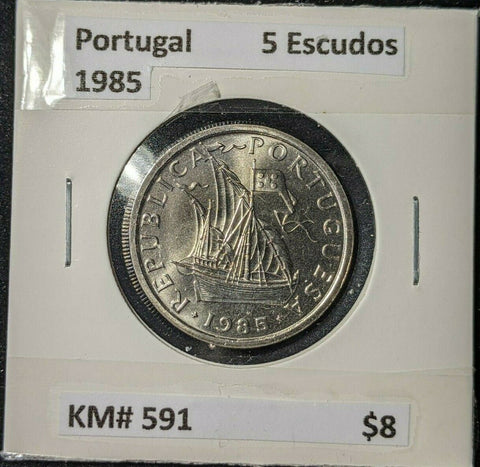 Portugal 5 Escudos
1985
REPUBLICA PORTUGUESA
1985
KM# 591 $8